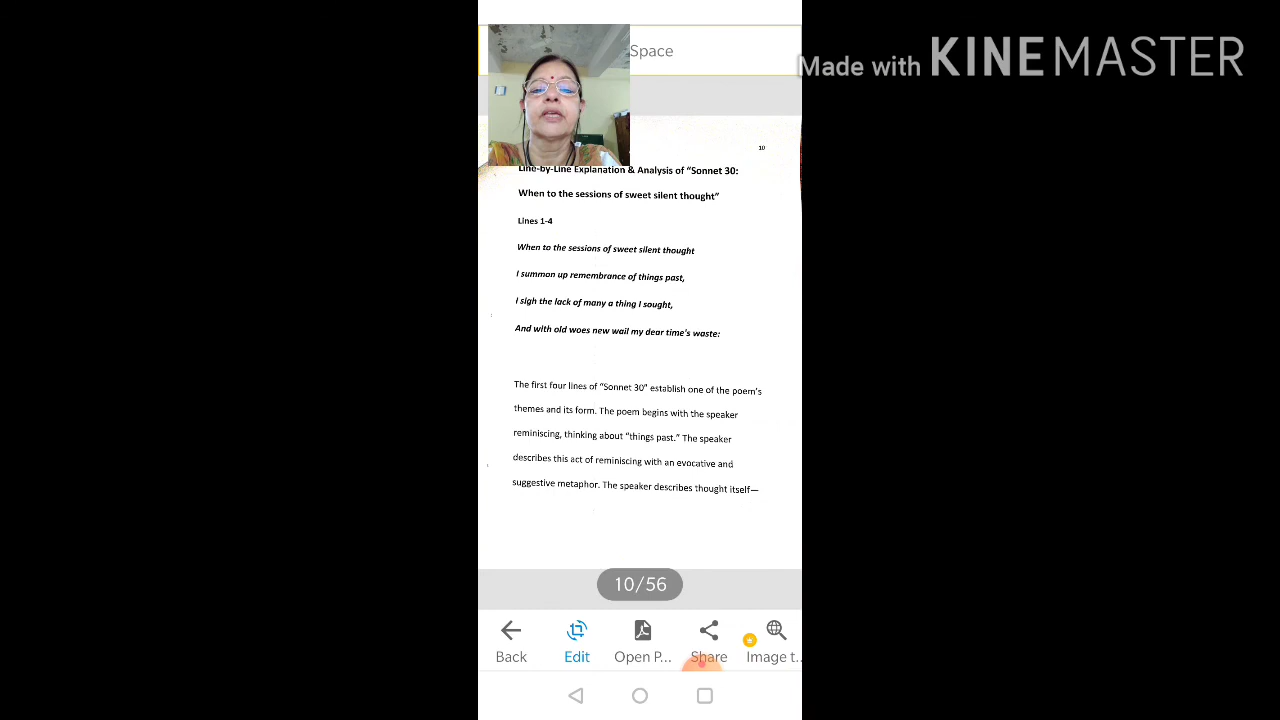 Space
Made with KINEMASTER
10
Line-by-Line Explanation & Analysis of "Sonnet 30:
When to the sessions of sweet silent thought"
Lines 1-4
When to the sessions of sweet silent thought
I summon up remembrance of things past,
I sigh the lack of many a thing I sought,
And with old woes new wail my dear time's waste:
The first four lines of "Sonnet 30" establish one of the poem's
themes and its form. The poem begins with the speaker
reminiscing, thinking about "things past." The speaker
describes this act of reminiscing with an evocative and
suggestive metaphor. The speaker describes thought itself—
10/56
Back
Edit
Open P...
Share
Image t..